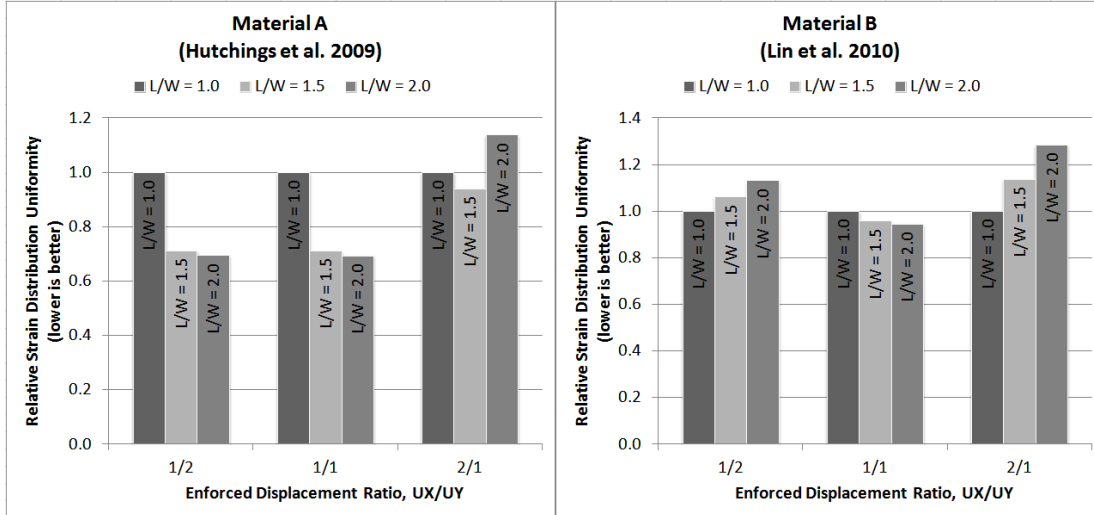 Material A
(Hutchings et al. 2009)
L/W = 1.0 L/W = 1.5 L/W = 2.0
Relative Strain Distribution Uniformity
(lower is better)
1.2
1.0
0.8
0.6
0.4
0.2
0.0
L/W = 1.0
L/W = 1.5
L/W = 2.0
L/W = 1.0
L/W = 1.5
L/W = 2.0
L/W = 1.0
L/W = 1.5
L/W = 2.0
1/2 1/1 2/1
Enforced Displacement Ratio, UX/UY
Material B
(Lin et al. 2010)
L/W = 1.0 L/W = 1.5 L/W = 2.0
Relative Strain Distribution Uniformity
(lower is better)
1.4
1.2
1.0
0.8
0.6
0.4
0.2
0.0
L/W = 1.0
L/W = 1.5
L/W = 2.0
L/W = 1.0
L/W = 1.5
L/W = 2.0
L/W = 1.0
L/W = 1.5
L/W = 2.0
1/2 1/1 2/1
Enforced Displacement Ratio, UX/UY